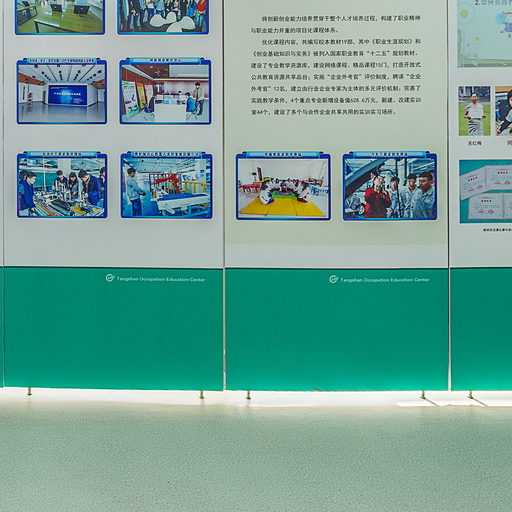 将创新创业能力培养贯穿于整个人才培养过程，构建了职业精神
与职业能力并重的项目化课程体系。
优化课程内容，共编写校本教材19部，其中《职业生涯规划》和
《创业基础知识与实务》被列入国家职业教育“十二五”规划教材。
建设了专业教学资源库，建设网络课程、精品课程15门，打造开放式
公共教育资源共享平台；实施“企业外考官”评价制度，聘请“企业
外考官”12名，建立由行业企业专家为主体的多元评价机制；完善了
实践教学条件，4个重点专业新增设备值628.6万元，新建、改建实训
室44个，建设了多个与合作企业共享共用的实训实习场所。
2.如何获得
吴红梅
何
Tangshan Occupation Education Center
Tangshan Occupation Education Center